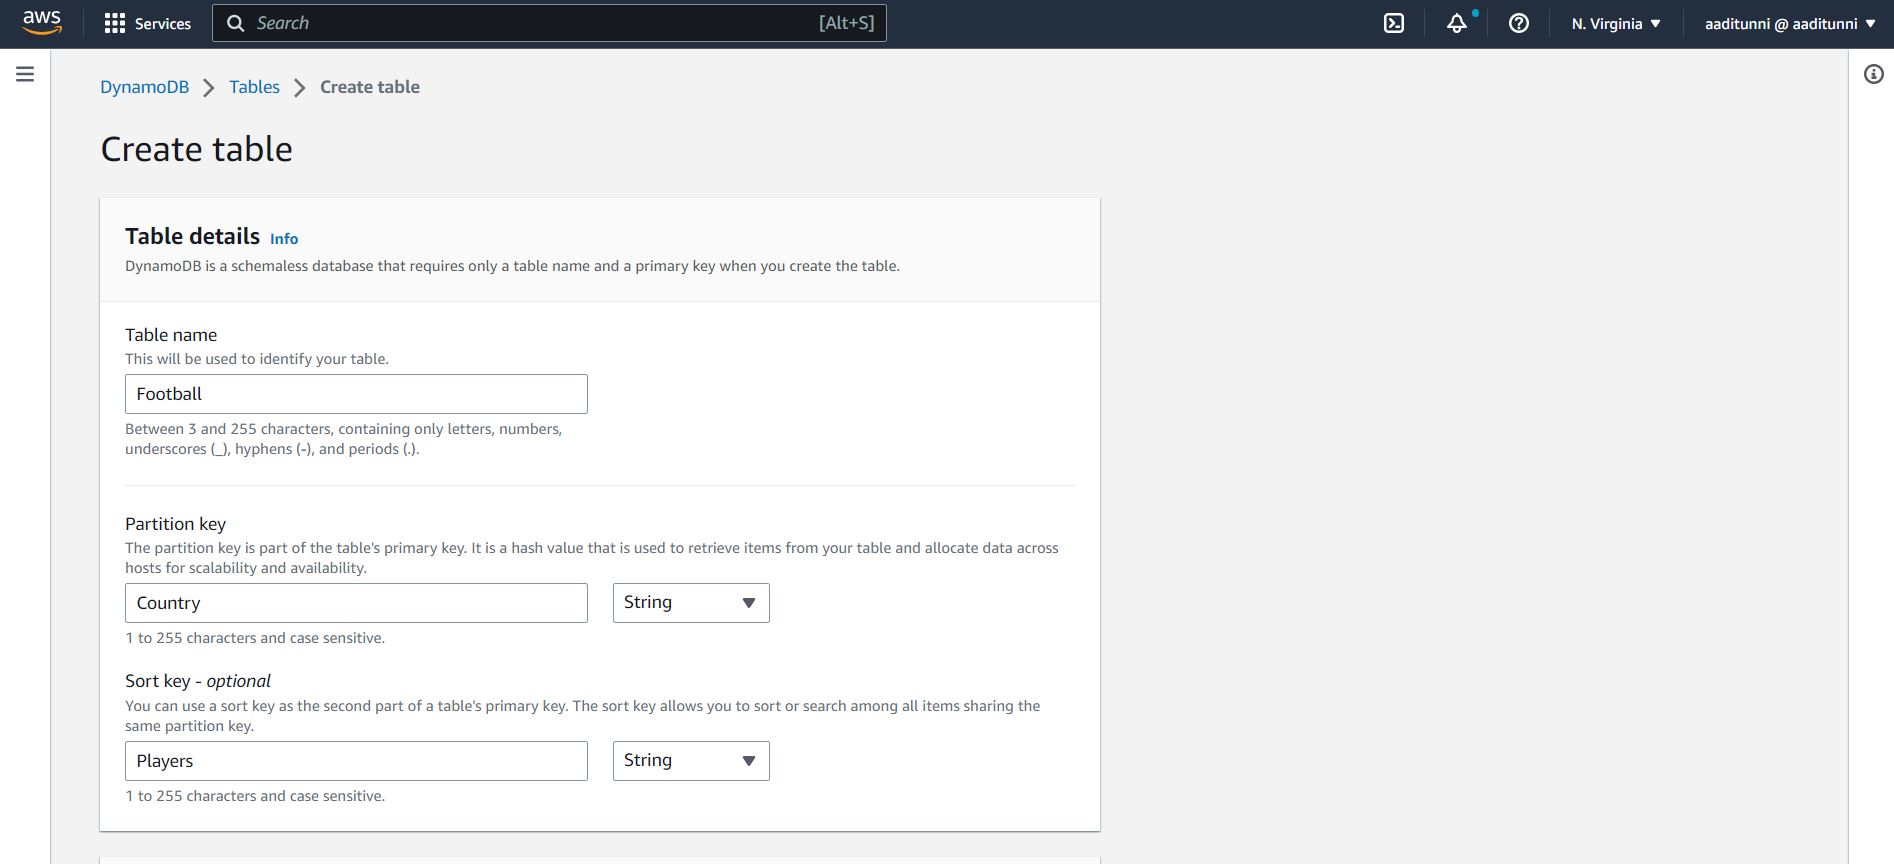 aws
Services
Search
[Alt+S]
N. Virginia
aaditunni @ aaditunni
DynamoDB
Tables
Create table
Create table
Table details Info
DynamoDB is a schemaless database that requires only a table name and a primary key when you create the table.
Table name
This will be used to identify your table.
Football
Between 3 and 255 characters, containing only letters, numbers,
underscores (_), hyphens (-), and periods (.).
Partition key
The partition key is part of the table's primary key. It is a hash value that is used to retrieve items from your table and allocate data across
hosts for scalability and availability.
Country
String
1 to 255 characters and case sensitive.
Sort key - optional
You can use a sort key as the second part of a table's primary key. The sort key allows you to sort or search among all items sharing the
same partition key.
Players
String
1 to 255 characters and case sensitive.